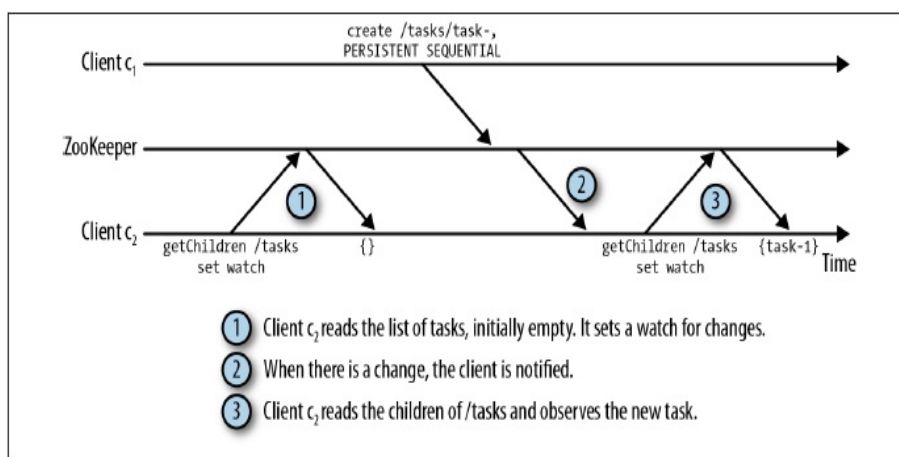 create /tasks/task-,
PERSISTENT SEQUENTIAL
Client c1
ZooKeeper
1
2
3
Client c2
getChildren /tasks
set watch
{}
getChildren /tasks
set watch
{task-1}
Time
1 Client c2 reads the list of tasks, initially empty. It sets a watch for changes.
2 When there is a change, the client is notified.
3 Client c2 reads the children of /tasks and observes the new task.